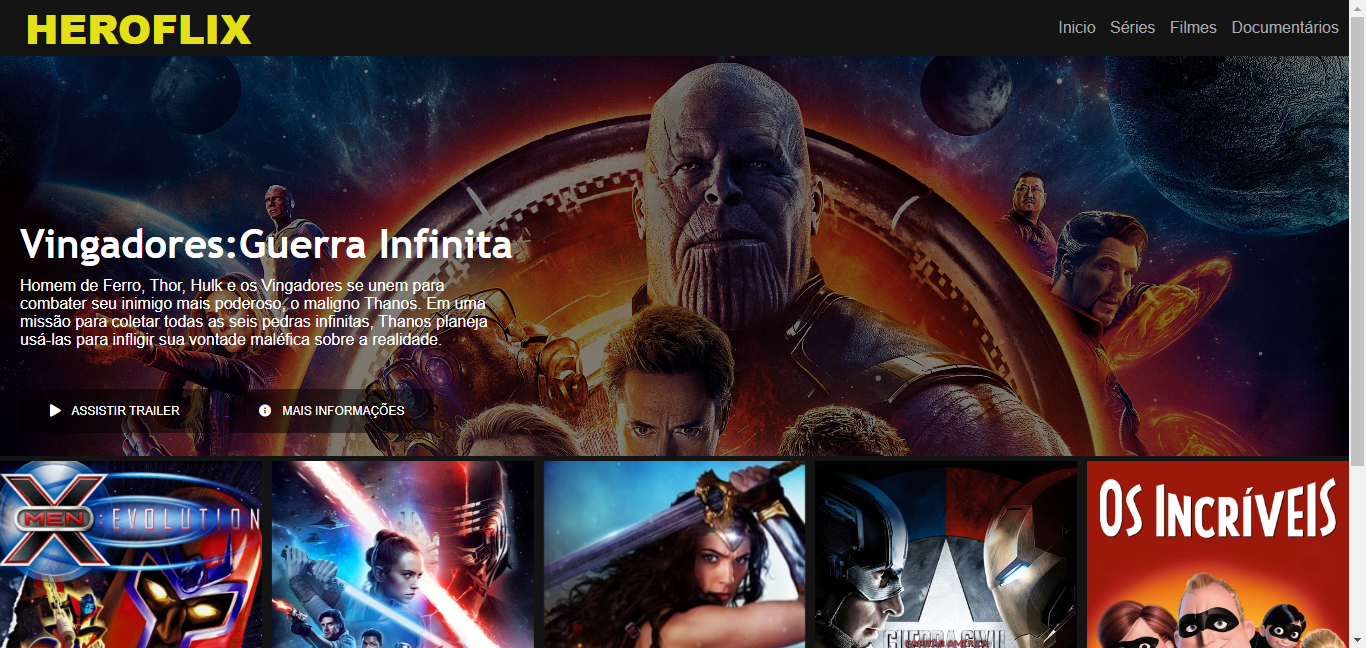 HEROFLIX
Inicio Séries Filmes Documentários
Vingadores:Guerra Infinita
Homem de Ferro, Thor, Hulk e os Vingadores se unem para
combater seu inimigo mais poderoso, o maligno Thanos. Em uma
missão para coletar todas as seis pedras infinitas, Thanos planeja
usá-las para infligir sua vontade maléfica sobre a realidade.
ASSISTIR TRAILER MAIS INFORMAÇÕES
X
MEN:EVOLUTION
OS INCRÍVEIS
GUERRA CIVIL
CAPITÃO AMÉRICA